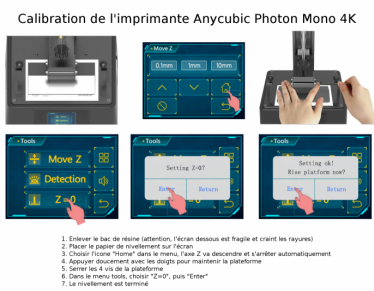 Calibration de l'imprimante Anycubic Photon Mono 4K
Move Z
0.1mm 1mm 10mm
Tools
Move Z
Detection
Z=0
Tools
Setting Z=0?
Enter Return
Tools
Setting ok!
Rise platform now?
Enter Return
1. Enlever le bac de résine (attention, l'écran dessous est fragile et craint les rayures)
2. Placer le papier de nivellement sur l'écran
3. Choisir l'icone "Home" dans le menu, l'axe Z va descendre et s'arrêter automatiquement
4. Appuyer doucement avec les doigts pour maintenir la plateforme
5. Serrer les 4 vis de la plateforme
6. Dans le menu tools, choisir "Z=0", puis "Enter"
7. Le nivellement est terminé